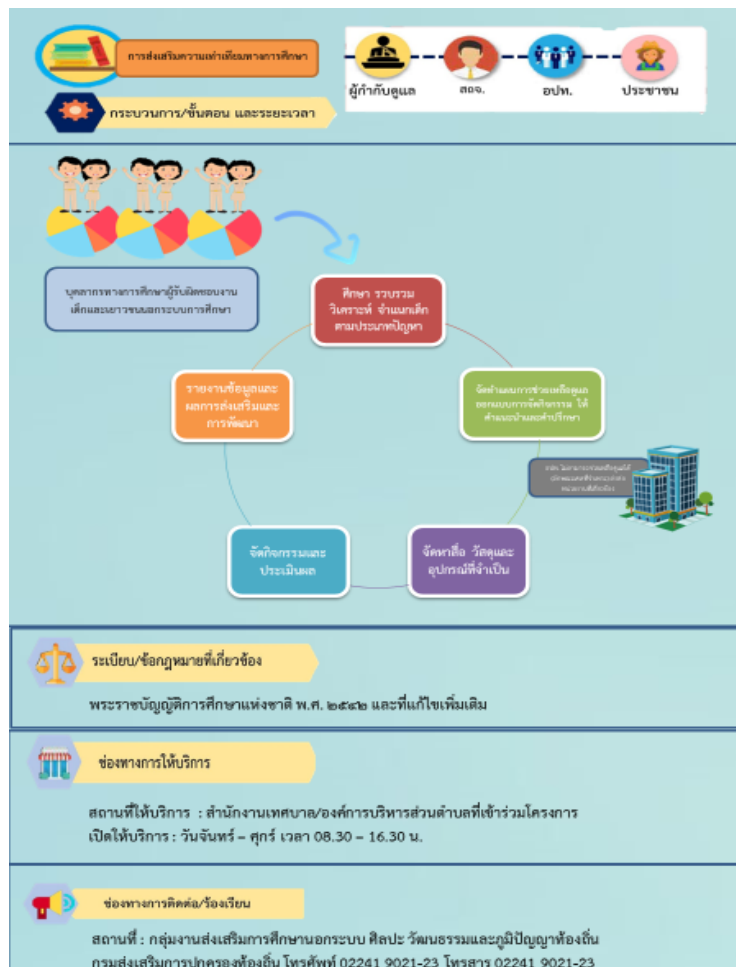 การส่งเสริมความเท่าเทียมทางการศึกษา
ผู้กำกับดูแล
สถจ.
อปท.
ประชาชน
กระบวนการ/ขั้นตอน และระยะเวลา
บุคลากรทางการศึกษาผู้รับผิดชอบงาน
เด็กและเยาวชนนอกระบบการศึกษา
ศึกษา รวบรวม
วิเคราะห์ จำแนกเด็ก
ตามประเภทปัญหา
รายงานข้อมูลและ
ผลการส่งเสริมและ
การพัฒนา
จัดทำแผนการช่วยเหลือดูแล
ออกแบบการจัดกิจกรรม ให้
คำแนะนำและคำปรึกษา
จัดกิจกรรมและ
ประเมินผล
จัดหาสื่อ วัสดุและ
อุปกรณ์ที่จำเป็น
ระเบียบ/ข้อกฎหมายที่เกี่ยวข้อง
พระราชบัญญัติการศึกษาแห่งชาติ พ.ศ. ๒๕๔๒ และที่แก้ไขเพิ่มเติม
ช่องทางการให้บริการ
สถานที่ให้บริการ : สำนักงานเทศบาล/องค์การบริหารส่วนตำบลที่เข้าร่วมโครงการ
เปิดให้บริการ : วันจันทร์ – ศุกร์ เวลา 08.30 – 16.30 น.
ช่องทางการติดต่อ/ร้องเรียน
สถานที่ : กลุ่มงานส่งเสริมการศึกษานอกระบบ ศิลปะ วัฒนธรรมและภูมิปัญญาท้องถิ่น
กรมส่งเสริมการปกครองท้องถิ่น โทรศัพท์ 02241 9021-23 โทรสาร 02241 9021-23